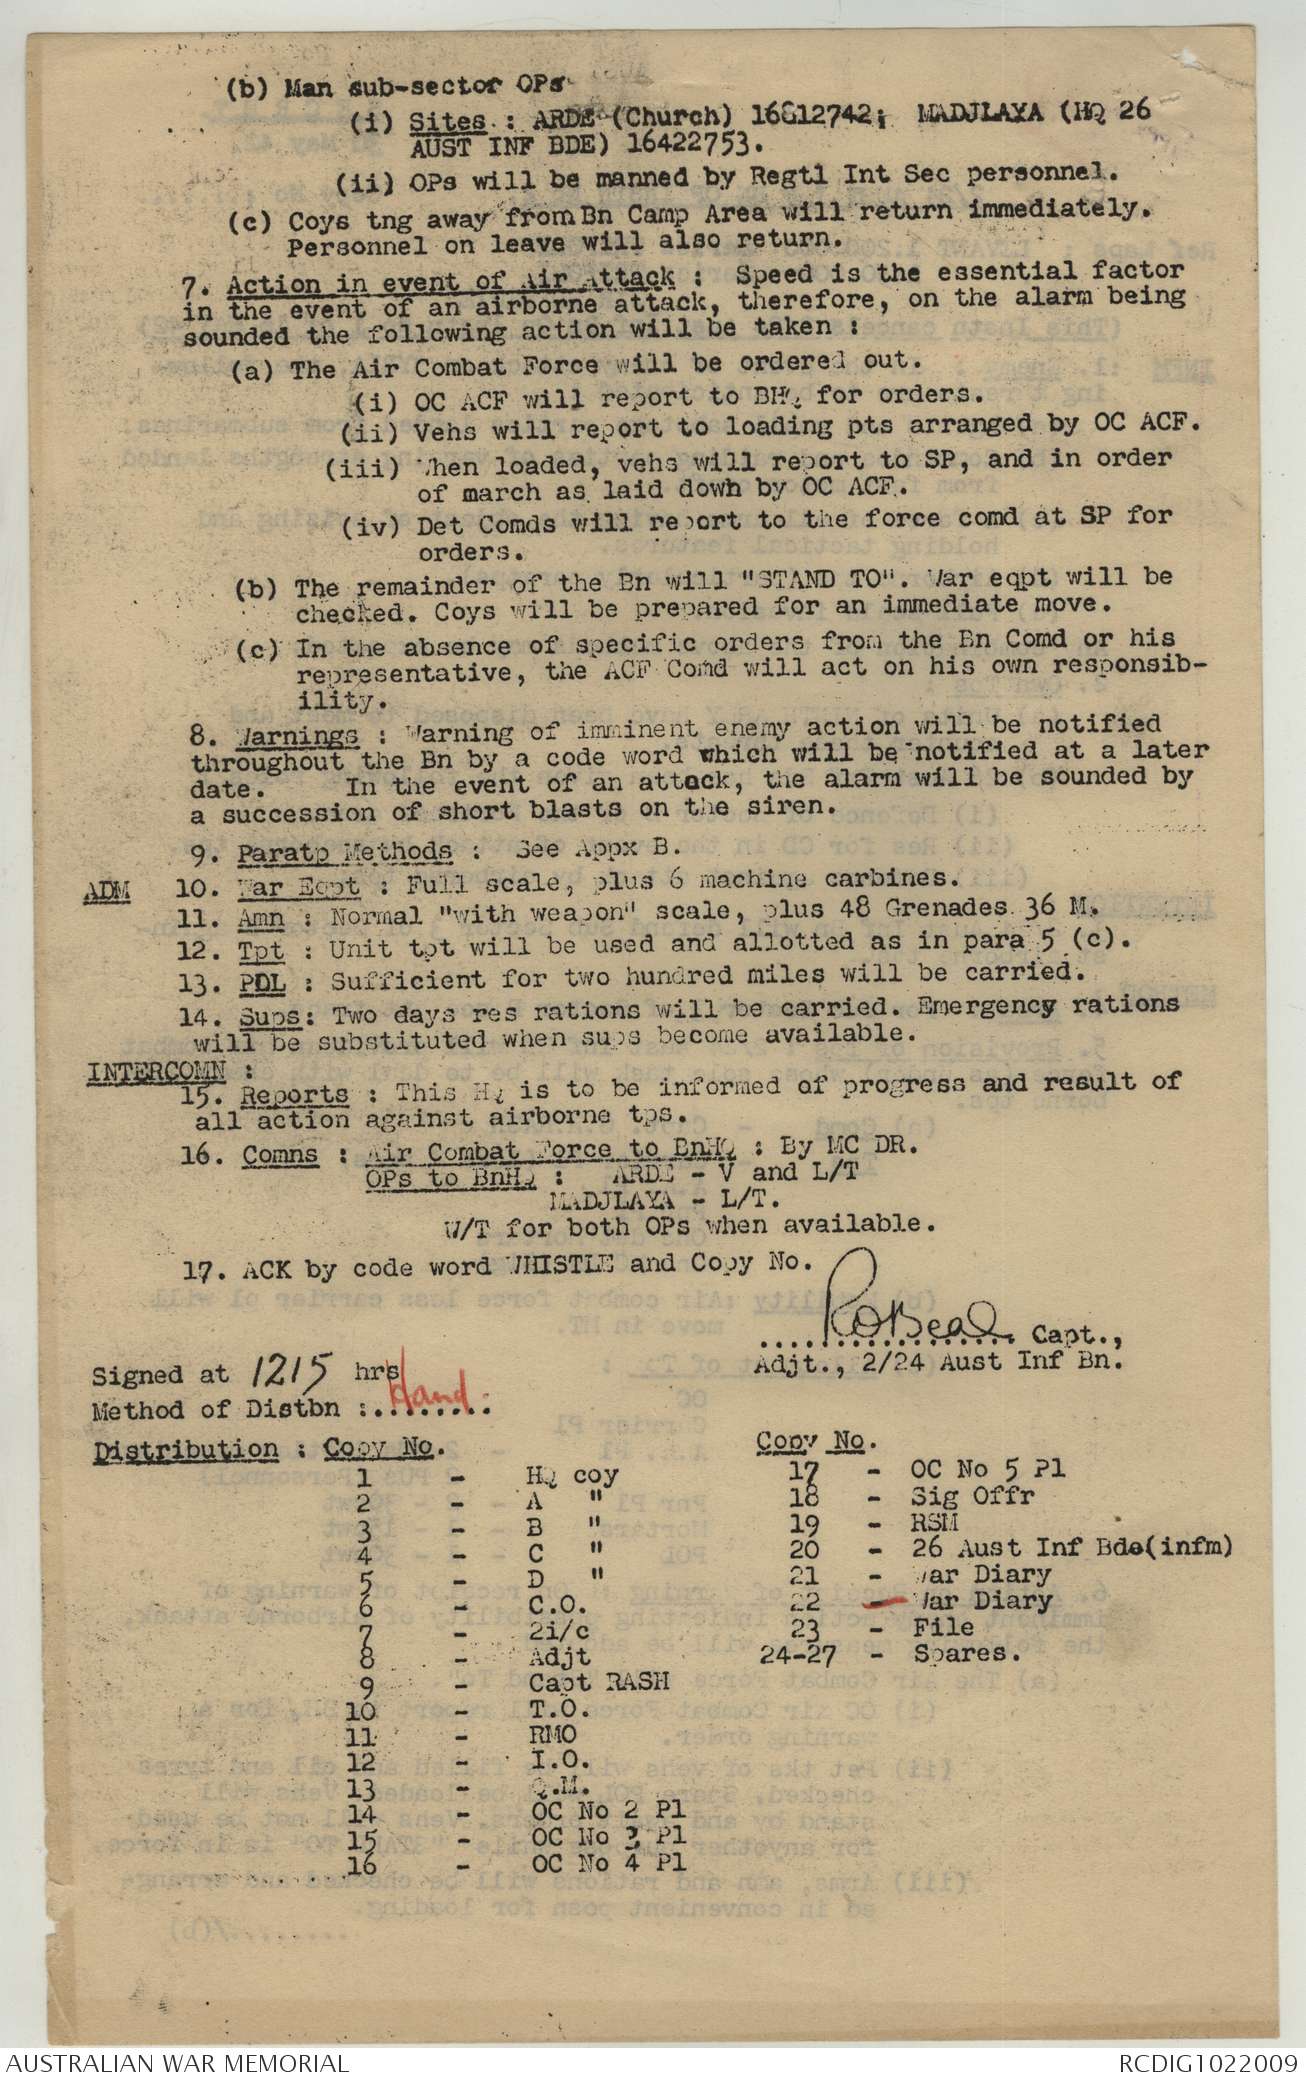 (b) Man sub-sector OPs
(i) Sites : ARDE (Church) 16812742; MADJLAYA (HQ 26
AUST INF BDE) 16422753.
(ii) OPs will be manned by Regtl Int Sec personnel.
(c) Coys tng away from Bn Camp Area will return immediately.
Personnel on leave will also return.
7. Action in event of Air Attack : Speed is the essential factor
in the event of an airborne attack, therefore, on the alarm being
sounded the following action will be taken :
(a) The Air Combat Force will be ordered out.
(i) OC ACF will report to BHQ for orders.
(ii) Vehs will report to loading pts arranged by OC ACF.
(iii) When loaded, vehs will report to SP, and in order
of march as laid down by OC ACF.
(iv) Det Comds will report to the force comd at SP for
orders.
(b) The remainder of the Bn will "STAND TO". War eqpt will be
checked. Coys will be prepared for an immediate move.
(c) In the absence of specific orders from the Bn Comd or his
representative, the ACF Comd will act on his own responsib-
ility.
8. Warnings : Warning of imminent enemy action will be notified
throughout the Bn by a code word which will be notified at a later
date. In the event of an attack, the alarm will be sounded by
a succession of short blasts on the siren.
9. Paratp Methods : See Appx B.
ADM 10. War Eqpt : Full scale, plus 6 machine carbines.
11. Amn : Normal "with weapon" scale, plus 48 Grenades 36 M.
12. Tpt : Unit tpt will be used and allotted as in para 5 (c).
13. POL : Sufficient for two hundred miles will be carried.
14. Sups: Two days res rations will be carried. Emergency rations
will be substituted when sups become available.
INTERCOMN :
15. Reports : This HQ is to be informed of progress and result of
all action against airborne tps.
16. Comns : Air Combat Force to BnHQ : By MC DR.
OPs to BnHQ : ARDE - V and L/T
MADJLAYA - L/T.
W/T for both OPs when available.
17. ACK by code word WHISTLE and Copy No.
................. Capt.,
Adjt., 2/24 Aust Inf Bn.
Signed at 1215 hrs
Method of Distbn :......... Hand.
Distribution : Copy No. Copy No.
1 - HQ coy 17 - OC No 5 Pl
2 - A " 18 - Sig Offr
3 - B " 19 - RSM
4 - C " 20 - 26 Aust Inf Bde(infm)
5 - D " 21 - War Diary
6 - C.O. 22 - War Diary
7 - 2i/c 23 - File
8 - Adjt 24-27 - Spares.
9 - Capt RASH
10 - T.O.
11 - RMO
12 - I.O.
13 - Q.M.
14 - OC No 2 Pl
15 - OC No 3 Pl
16 - OC No 4 Pl
AUSTRALIAN WAR MEMORIAL RCDIG1022009